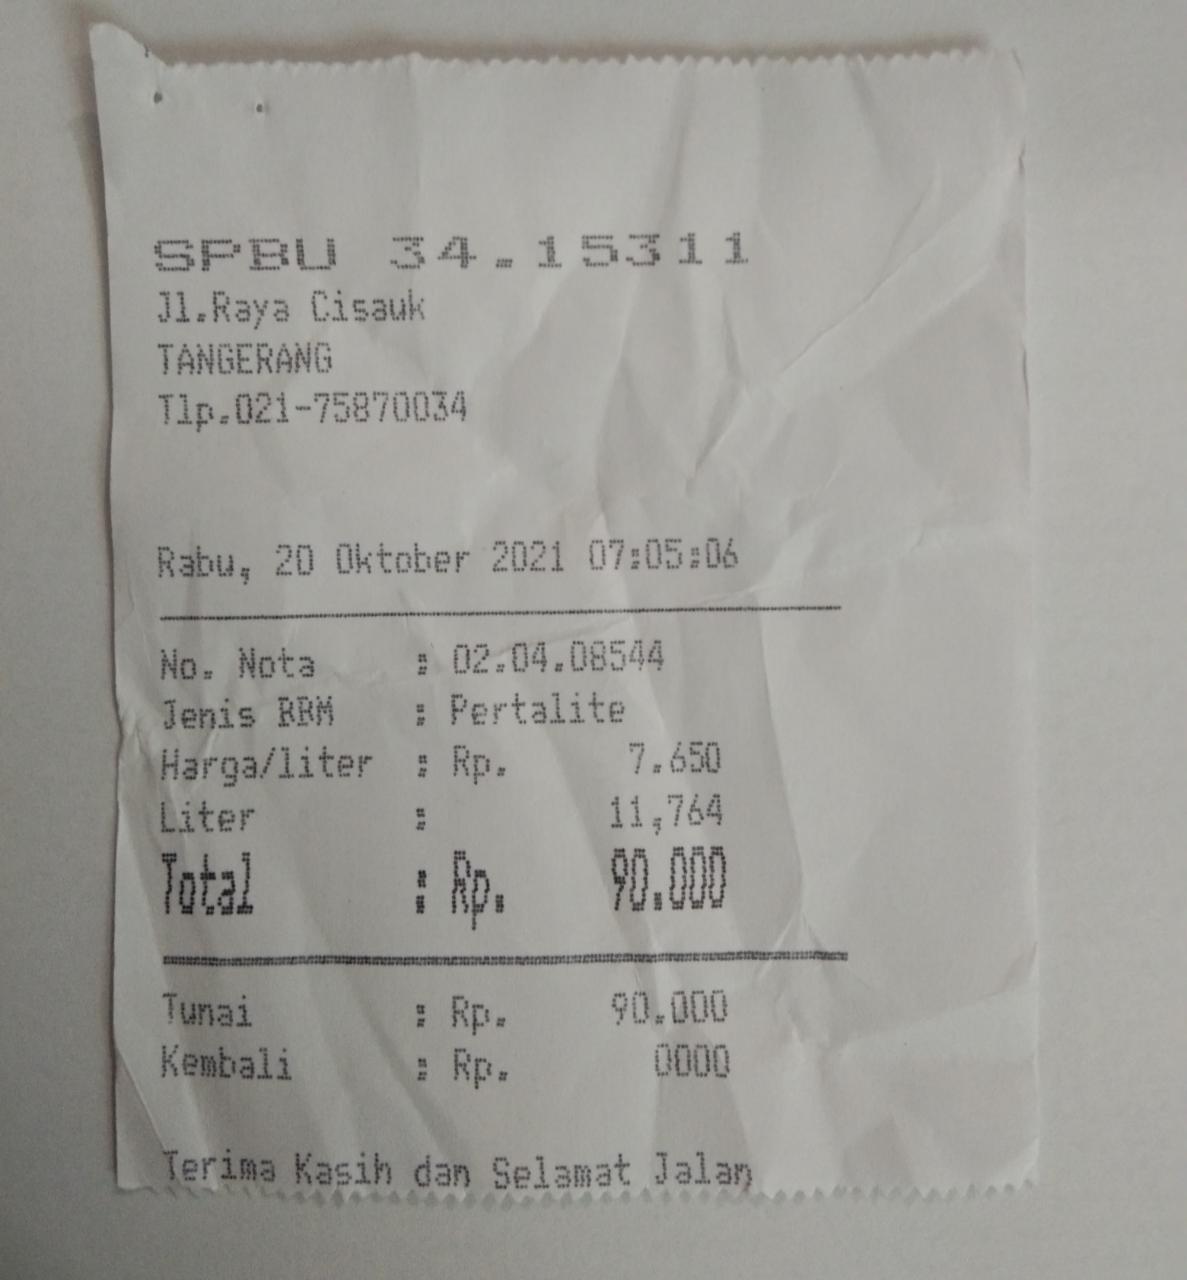 SPBU 34.15311
Jl.Raya Cisauk
TANGERANG
Tlp.021-75870034
Rabu, 20 Oktober 2021 07:05:06
No. Nota : 02.04.08544
Jenis BBM : Pertalite
Harga/liter : Rp. 7.650
Liter : 11,764
Total : Rp. 90.000
Tunai : Rp. 90.000
Kembali : Rp. 0000
Terima Kasih dan Selamat Jalan